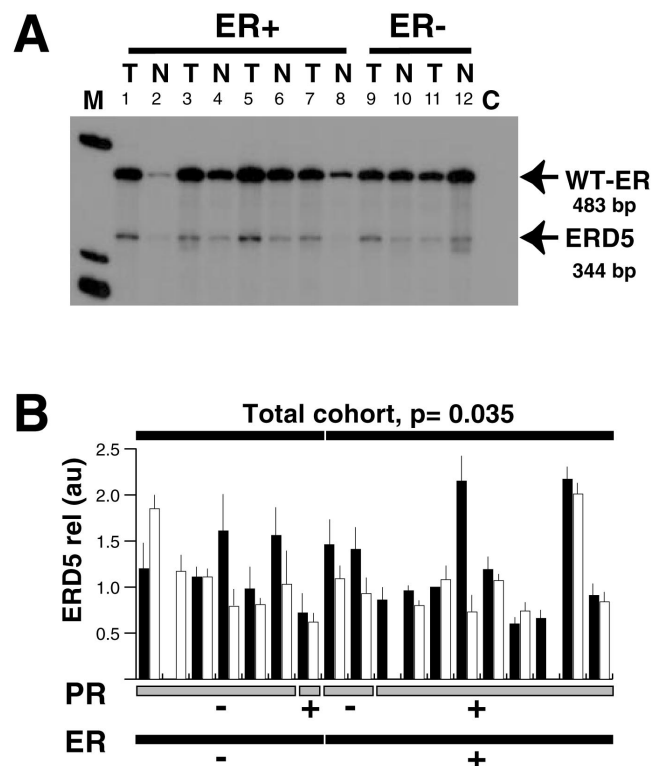 A
ER+ ER-
T N T N T N T N T N T N
M 1 2 3 4 5 6 7 8 9 10 11 12 C
WT-ER
483 bp
ERD5
344 bp
B
Total cohort, p= 0.035
ERD5 rel (au)
2.5
2.0
1.5
1.0
0.5
PR
- + - +
ER
- +